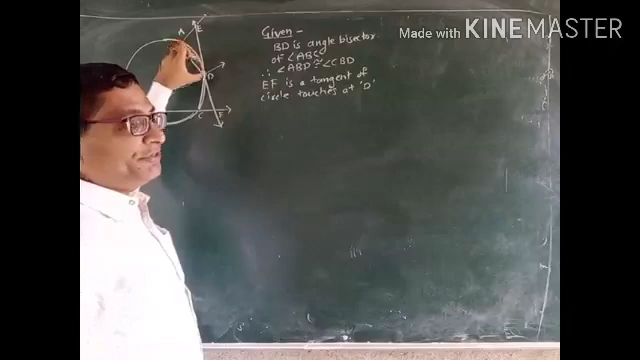 Made with KINEMASTER
Given -
BD is angle bisector
of ∠ABC
∴ ∠ABD ≅ ∠CBD
EF is a tangent of
circle touches at 'D'
A
E
D
C
F